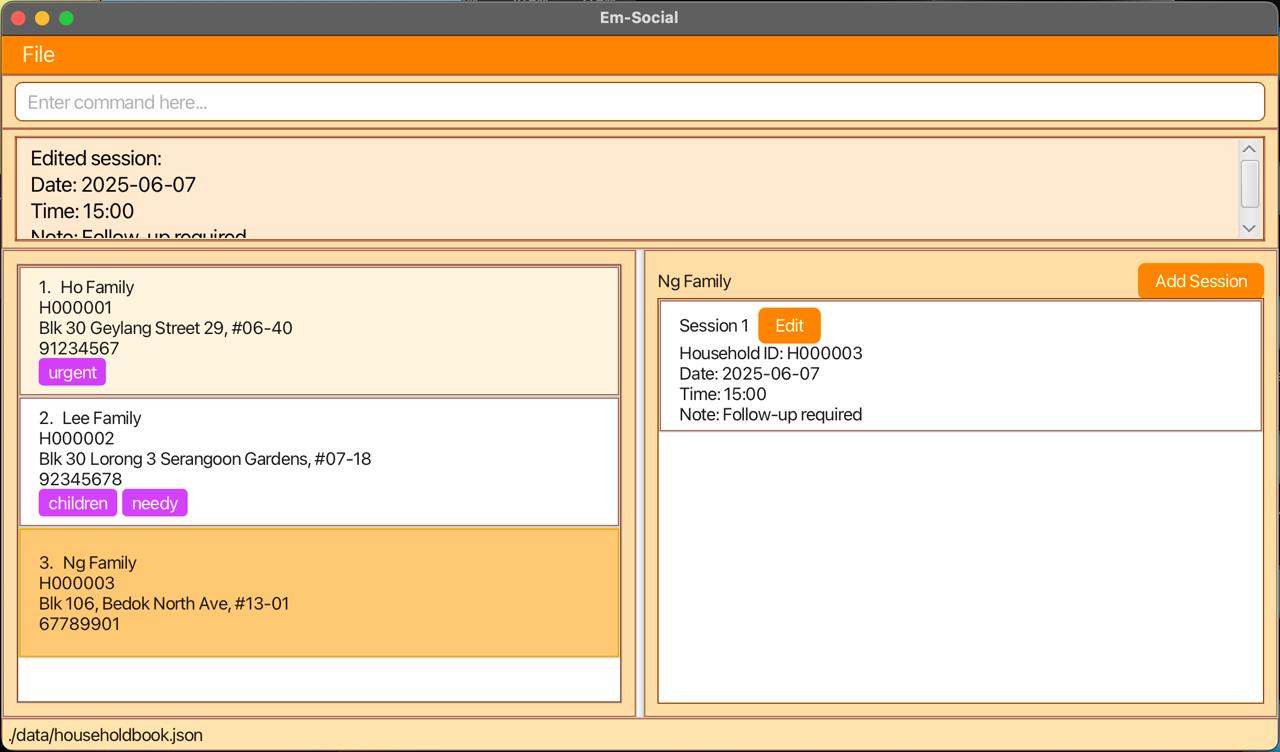 Em-Social
File
Enter command here...
Edited session:
Date: 2025-06-07
Time: 15:00
Note: Follow-up required
1. Ho Family
H000001
Blk 30 Geylang Street 29, #06-40
91234567
urgent
2. Lee Family
H000002
Blk 30 Lorong 3 Serangoon Gardens, #07-18
92345678
children needy
3. Ng Family
H000003
Blk 106, Bedok North Ave, #13-01
67789901
Ng Family
Add Session
Session 1 Edit
Household ID: H000003
Date: 2025-06-07
Time: 15:00
Note: Follow-up required
./data/householdbook.json